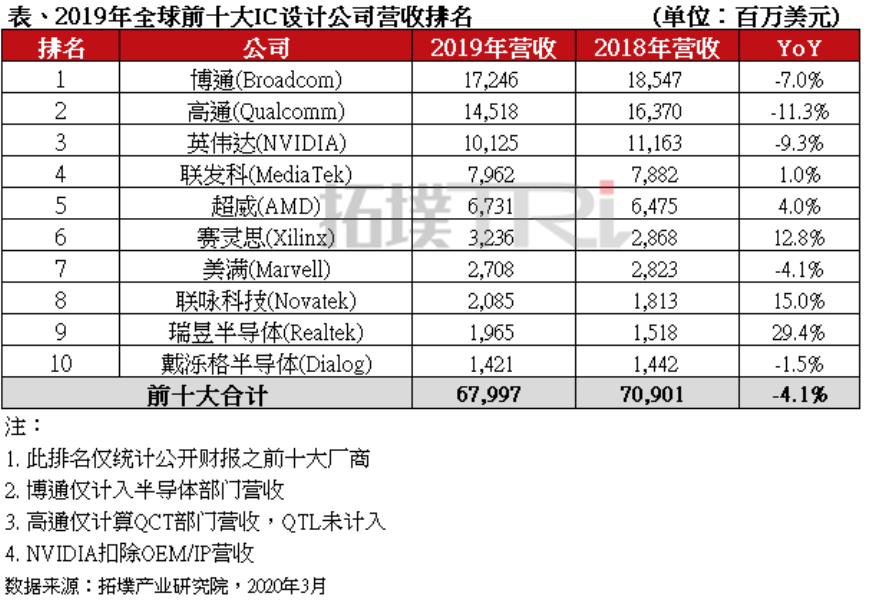 表、2019年全球前十大IC设计公司营收排名 (单位：百万美元)
排名 公司 2019年营收 2018年营收 YoY
1 博通(Broadcom) 17,246 18,547 -7.0%
2 高通(Qualcomm) 14,518 16,370 -11.3%
3 英伟达(NVIDIA) 10,125 11,163 -9.3%
4 联发科(MediaTek) 7,962 7,882 1.0%
5 超威(AMD) 6,731 6,475 4.0%
6 赛灵思(Xilinx) 3,236 2,868 12.8%
7 美满(Marvell) 2,708 2,823 -4.1%
8 联咏科技(Novatek) 2,085 1,813 15.0%
9 瑞昱半导体(Realtek) 1,965 1,518 29.4%
10 戴泺格半导体(Dialog) 1,421 1,442 -1.5%
前十大合计 67,997 70,901 -4.1%
拓墣TRi
注：
1. 此排名仅统计公开财报之前十大厂商
2. 博通仅计入半导体部门营收
3. 高通仅计算QCT部门营收，QTL未计入
4. NVIDIA扣除OEM/IP营收
数据来源：拓墣产业研究院，2020年3月